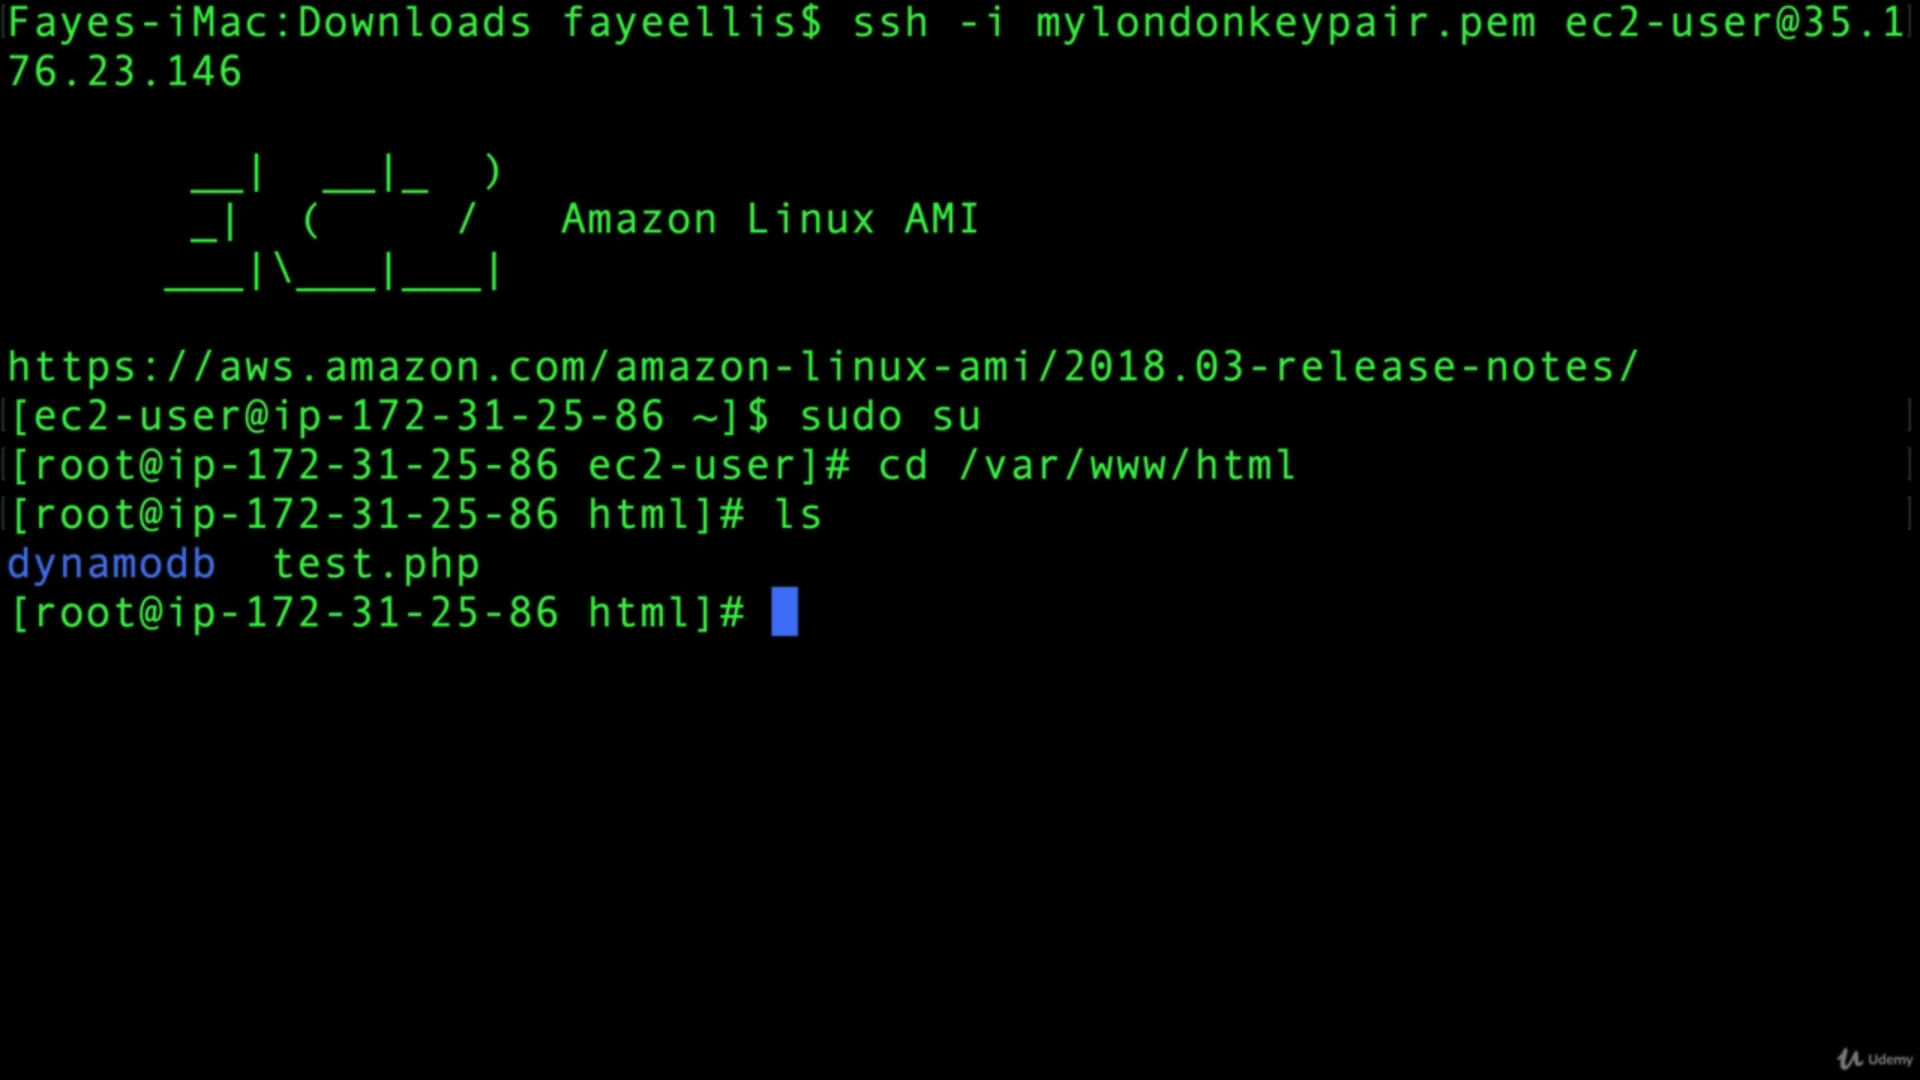 Fayes-iMac:Downloads fayeellis$ ssh -i mylondonkeypair.pem ec2-user@35.1
76.23.146
__|  __|_  )
_|  (     /   Amazon Linux AMI
___|\___|___|
https://aws.amazon.com/amazon-linux-ami/2018.03-release-notes/
[ec2-user@ip-172-31-25-86 ~]$ sudo su
[root@ip-172-31-25-86 ec2-user]# cd /var/www/html
[root@ip-172-31-25-86 html]# ls
dynamodb  test.php
[root@ip-172-31-25-86 html]#
Udemy